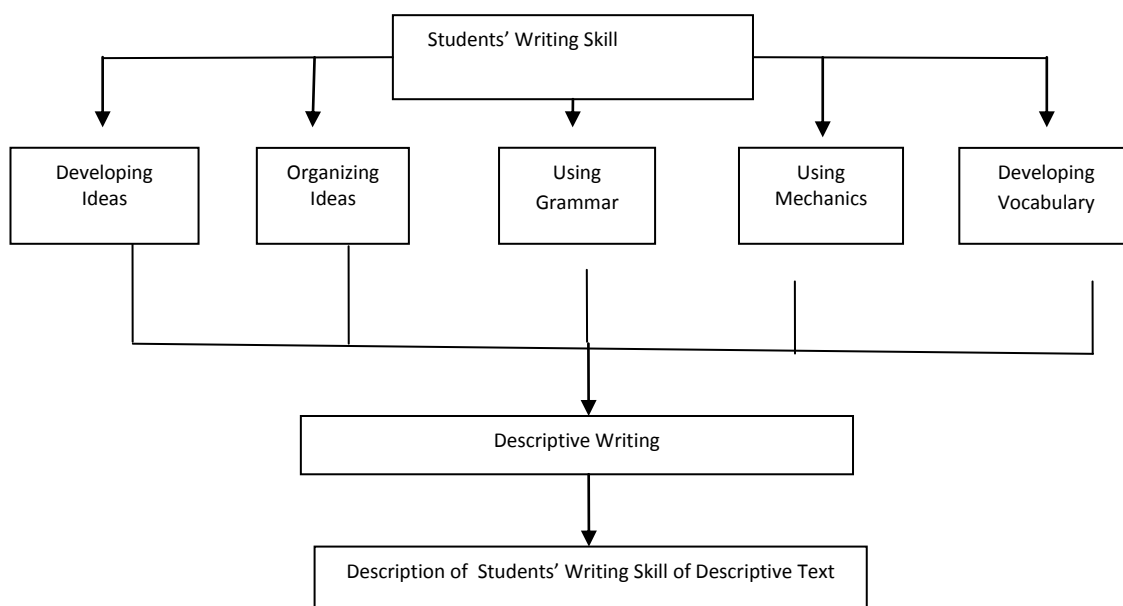 Students’ Writing Skill
Developing
Ideas
Organizing
Ideas
Using
Grammar
Using
Mechanics
Developing
Vocabulary
Descriptive Writing
Description of  Students’ Writing Skill of Descriptive Text